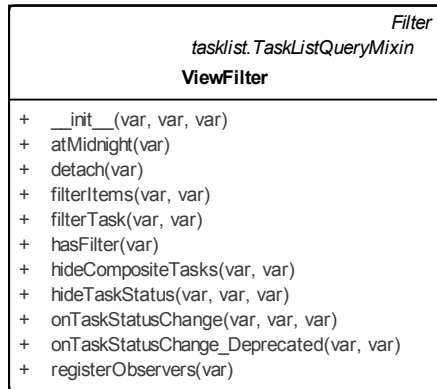 Filter
tasklist.TaskListQueryMixin
ViewFilter
+ __init__(var, var, var)
+ atMidnight(var)
+ detach(var)
+ filterItems(var, var)
+ filterTask(var, var)
+ hasFilter(var)
+ hideCompositeTasks(var, var)
+ hideTaskStatus(var, var, var)
+ onTaskStatusChange(var, var, var)
+ onTaskStatusChange_Deprecated(var, var)
+ registerObservers(var)